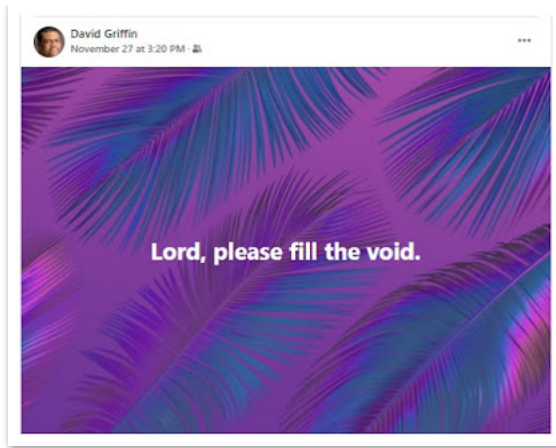 David Griffin
November 27 at 3:20 PM ·
Lord, please fill the void.